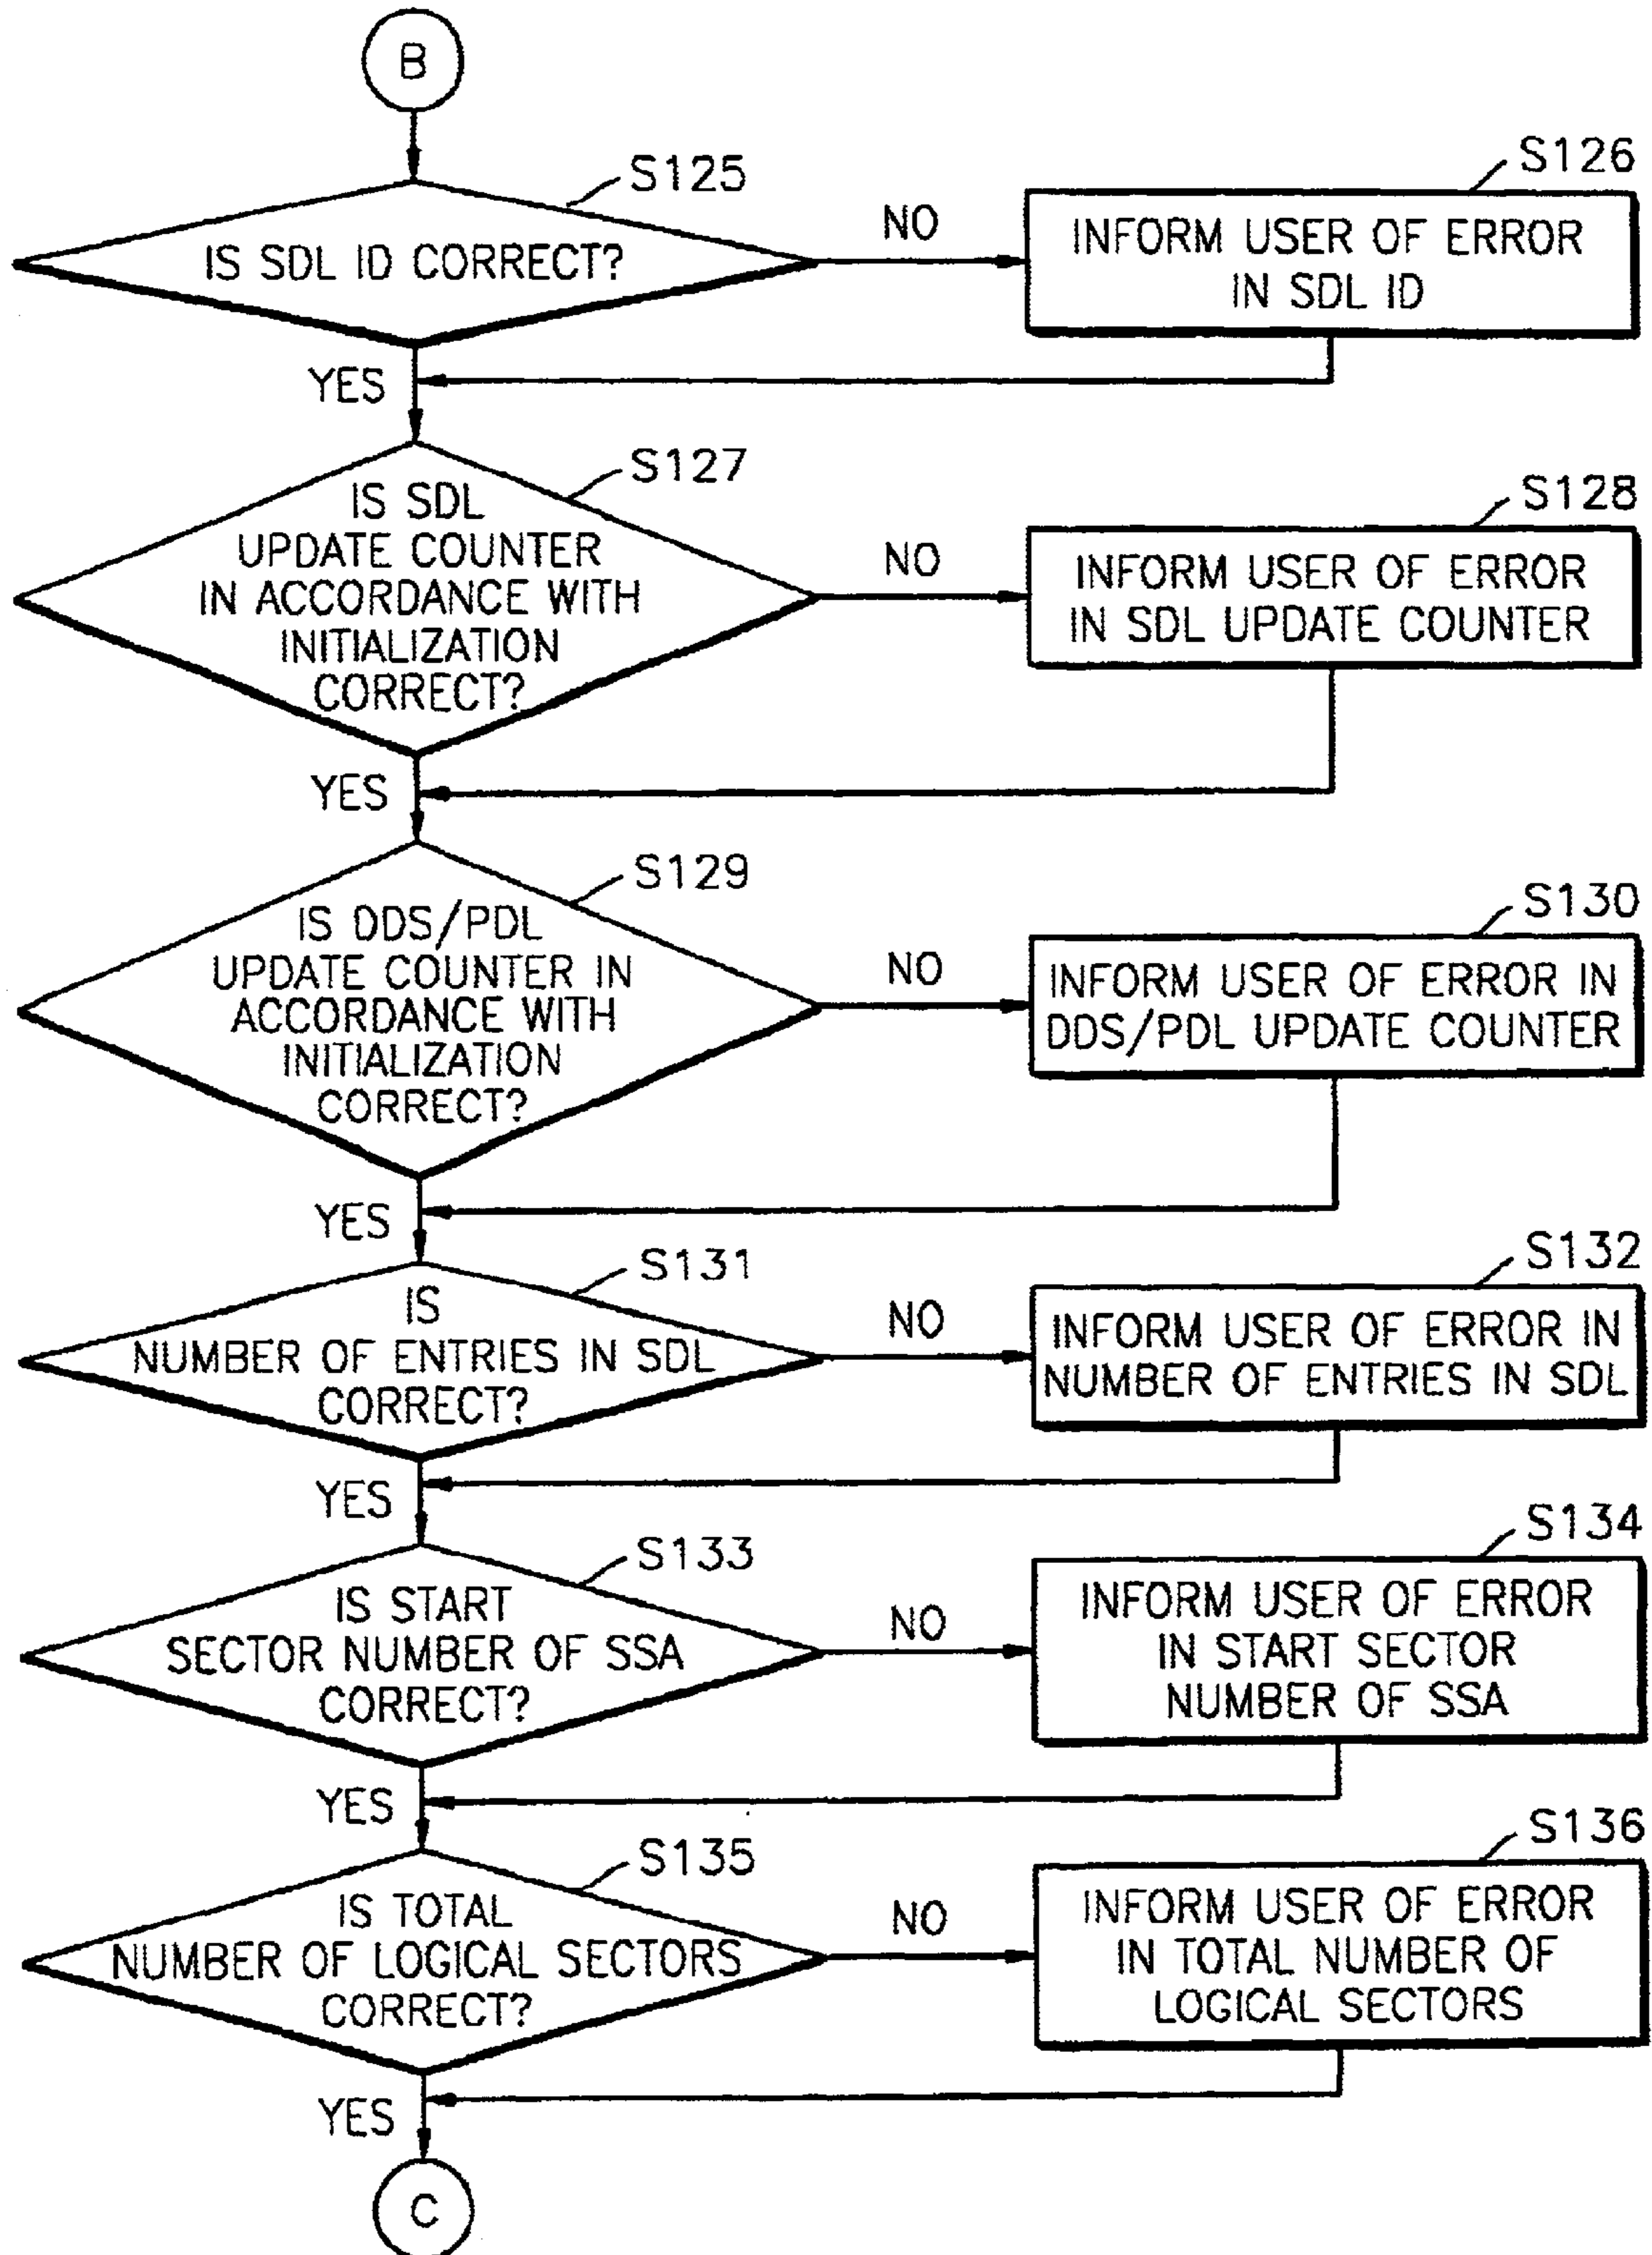 B
S125
IS SDL ID CORRECT?
NO
S126
INFORM USER OF ERROR
IN SDL ID
YES
S127
IS SDL
UPDATE COUNTER
IN ACCORDANCE WITH
INITIALIZATION
CORRECT?
NO
S128
INFORM USER OF ERROR
IN SDL UPDATE COUNTER
YES
S129
IS DDS/PDL
UPDATE COUNTER IN
ACCORDANCE WITH
INITIALIZATION
CORRECT?
NO
S130
INFORM USER OF ERROR IN
DDS/PDL UPDATE COUNTER
YES
S131
IS
NUMBER OF ENTRIES IN SDL
CORRECT?
NO
S132
INFORM USER OF ERROR IN
NUMBER OF ENTRIES IN SDL
YES
S133
IS START
SECTOR NUMBER OF SSA
CORRECT?
NO
S134
INFORM USER OF ERROR
IN START SECTOR
NUMBER OF SSA
YES
S135
IS TOTAL
NUMBER OF LOGICAL SECTORS
CORRECT?
NO
S136
INFORM USER OF ERROR
IN TOTAL NUMBER OF
LOGICAL SECTORS
YES
C